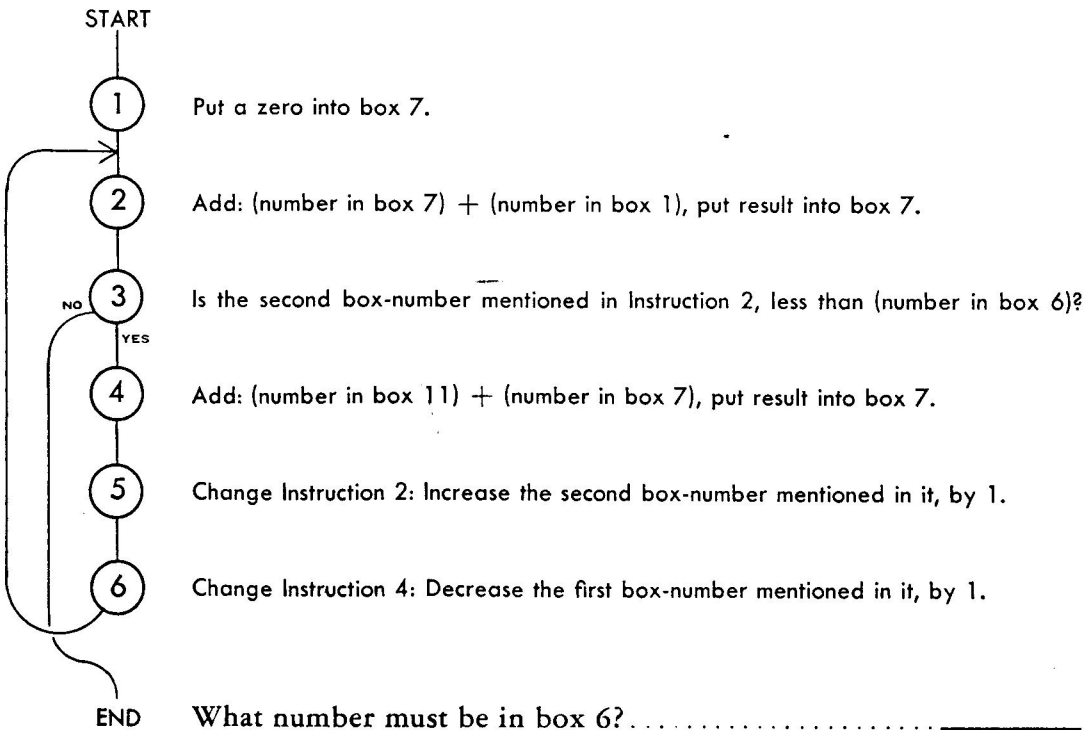 START
1 Put a zero into box 7.
2 Add: (number in box 7) + (number in box 1), put result into box 7.
NO 3 Is the second box-number mentioned in Instruction 2, less than (number in box 6)?
YES
4 Add: (number in box 11) + (number in box 7), put result into box 7.
5 Change Instruction 2: Increase the second box-number mentioned in it, by 1.
6 Change Instruction 4: Decrease the first box-number mentioned in it, by 1.
END What number must be in box 6?........................